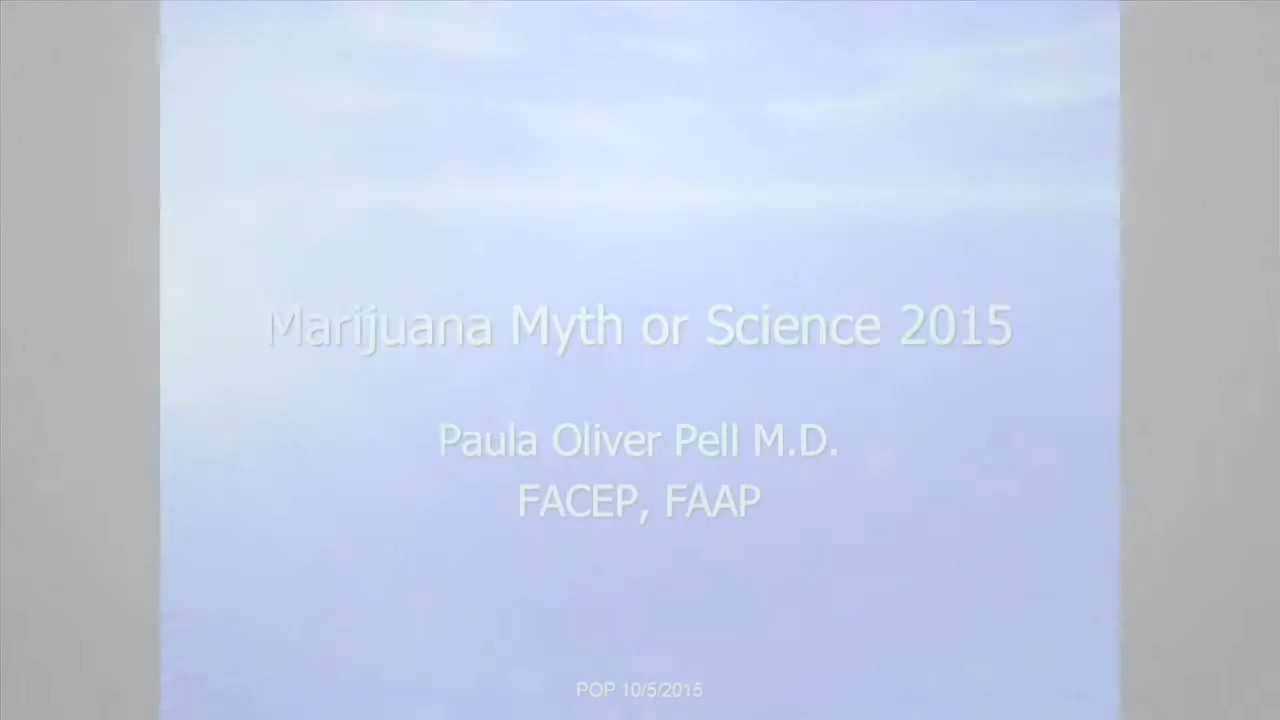 Marijuana Myth or Science 2015
Paula Oliver Pell M.D.
FACEP, FAAP
POP 10/5/2015